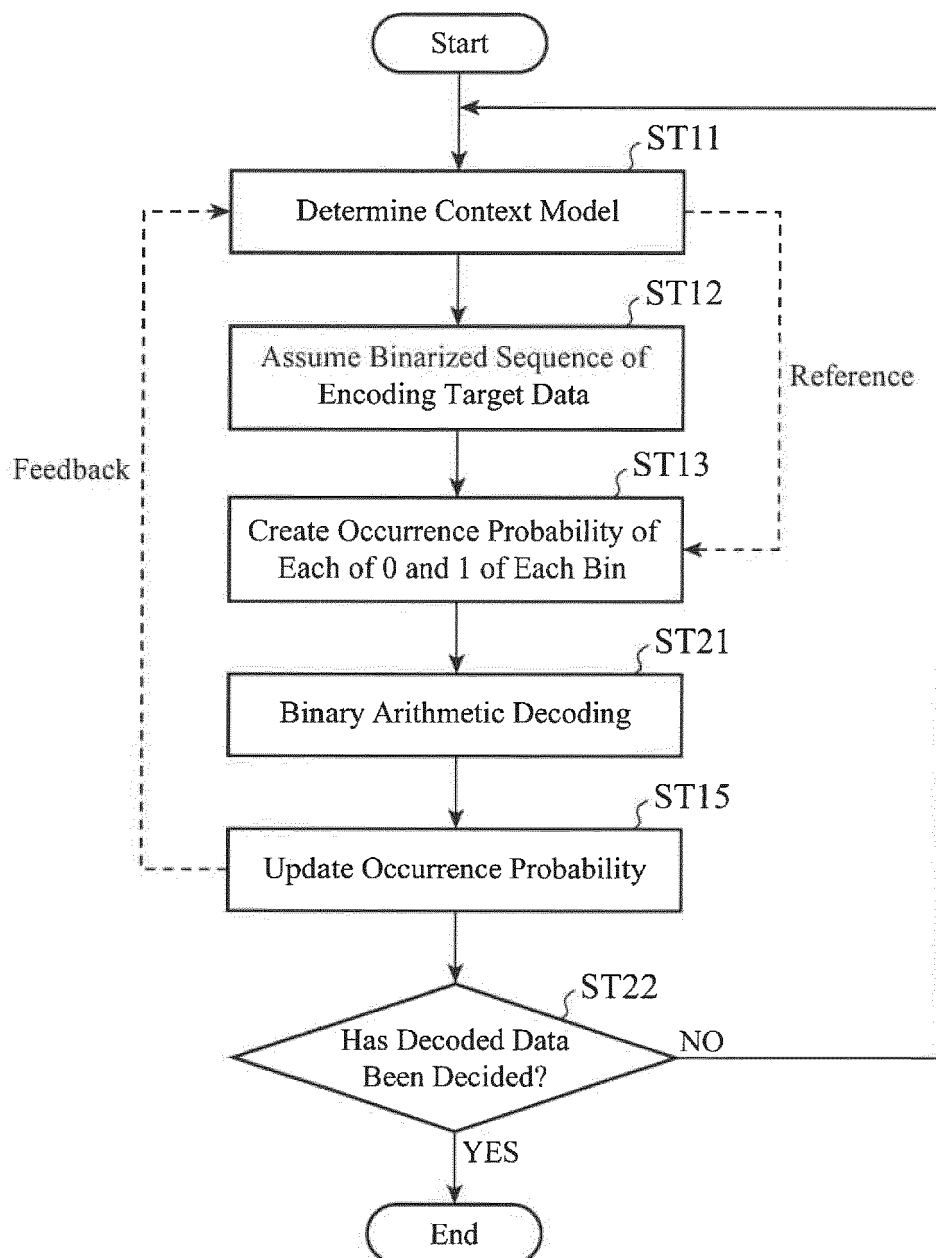 Start
ST11
Determine Context Model
ST12
Assume Binarized Sequence of
Encoding Target Data
Reference
Feedback
ST13
Create Occurrence Probability of
Each of 0 and 1 of Each Bin
ST21
Binary Arithmetic Decoding
ST15
Update Occurrence Probability
ST22
Has Decoded Data
Been Decided?
NO
YES
End